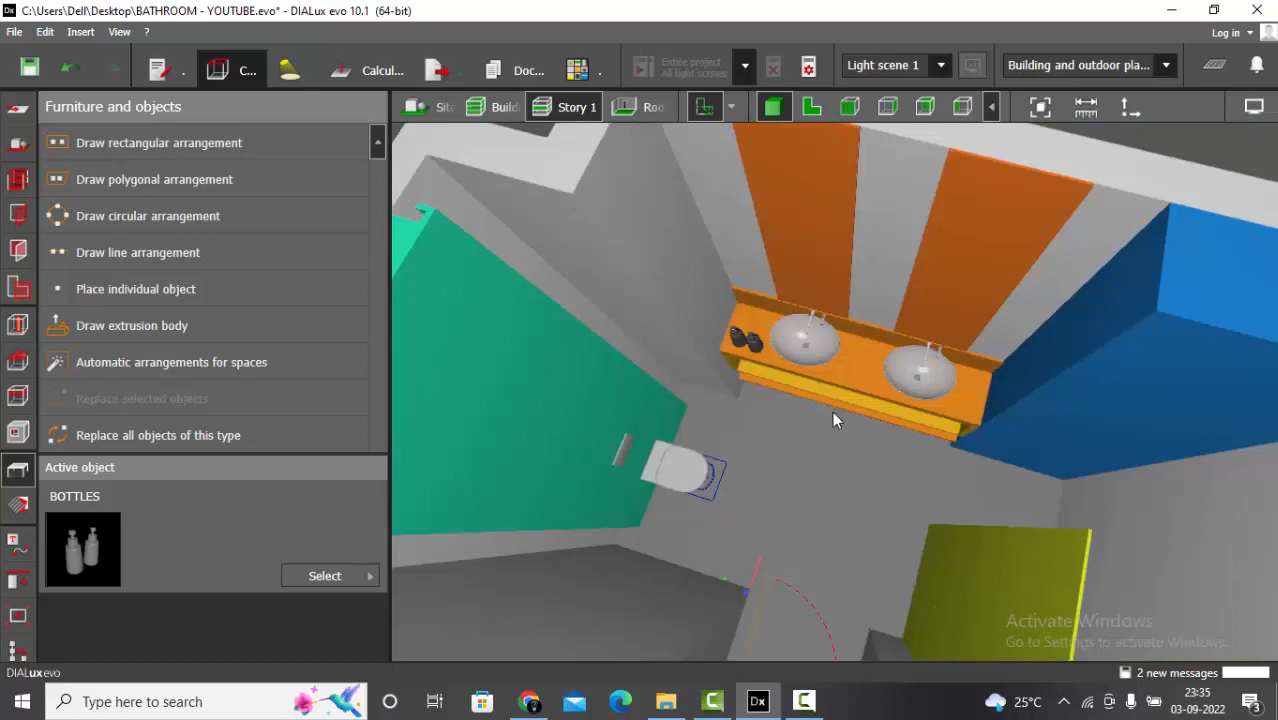 C:\Users\Dell\Desktop\BATHROOM - YOUTUBE.evo* - DIALux evo 10.1 (64-bit)
File Edit Insert View ?
Log in
C...
Calcul...
Doc...
Entire project
All light scenes
Light scene 1
Building and outdoor pla...
Furniture and objects
Sit
Build
Story 1
Roo
Draw rectangular arrangement
Draw polygonal arrangement
Draw circular arrangement
Draw line arrangement
Place individual object
Draw extrusion body
Automatic arrangements for spaces
Replace selected objects
Replace all objects of this type
Active object
BOTTLES
Select
Activate Windows
Go to Settings to activate Windows.
DIALux evo
2 new messages
Type here to search
Dx
25°C
23:35
03-09-2022
3